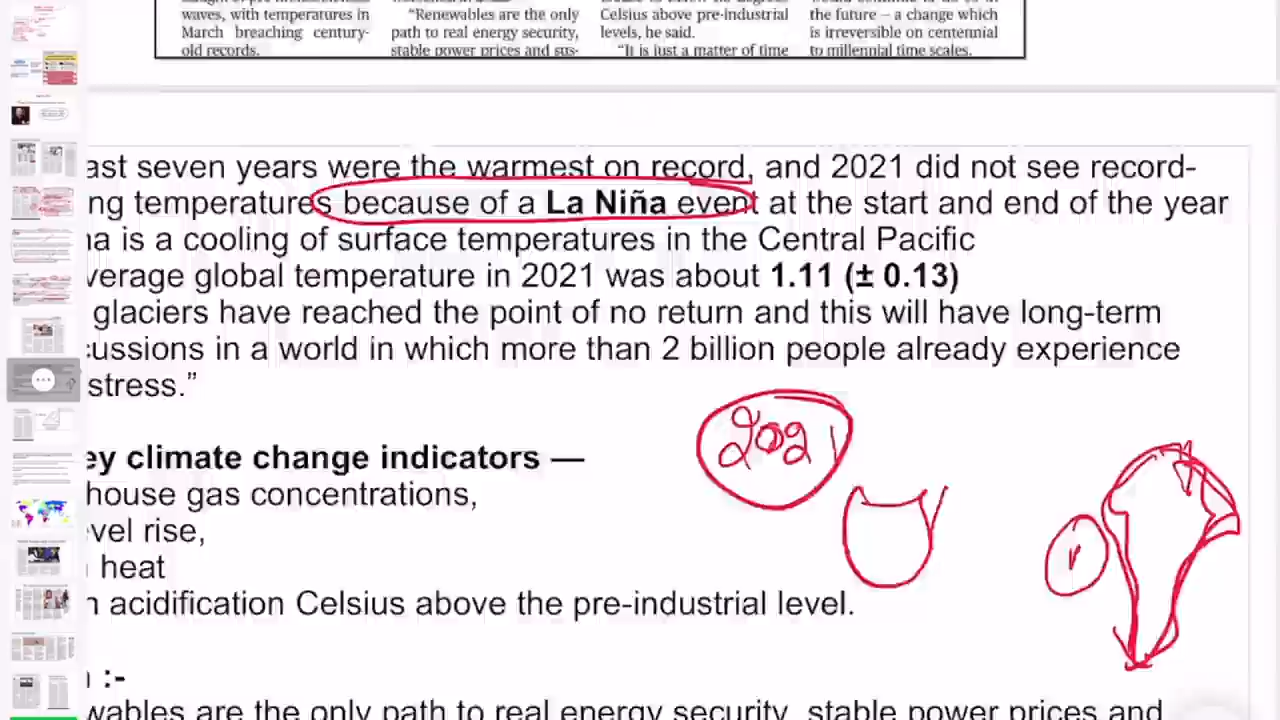 waves, with temperatures in
March breaching century-
old records.
"Renewables are the only
path to real energy security,
stable power prices and sus-
Celsius above pre-industrial
levels, he said.
"It is just a matter of time
the future – a change which
is irreversible on centennial
to millennial time scales.
ast seven years were the warmest on record, and 2021 did not see record-
ng temperatures because of a La Niña event at the start and end of the year
na is a cooling of surface temperatures in the Central Pacific
verage global temperature in 2021 was about 1.11 (± 0.13)
glaciers have reached the point of no return and this will have long-term
cussions in a world in which more than 2 billion people already experience
stress."
2021
ey climate change indicators —
house gas concentrations,
evel rise,
heat
n acidification Celsius above the pre-industrial level.
:-
wables are the only path to real energy security, stable power prices and